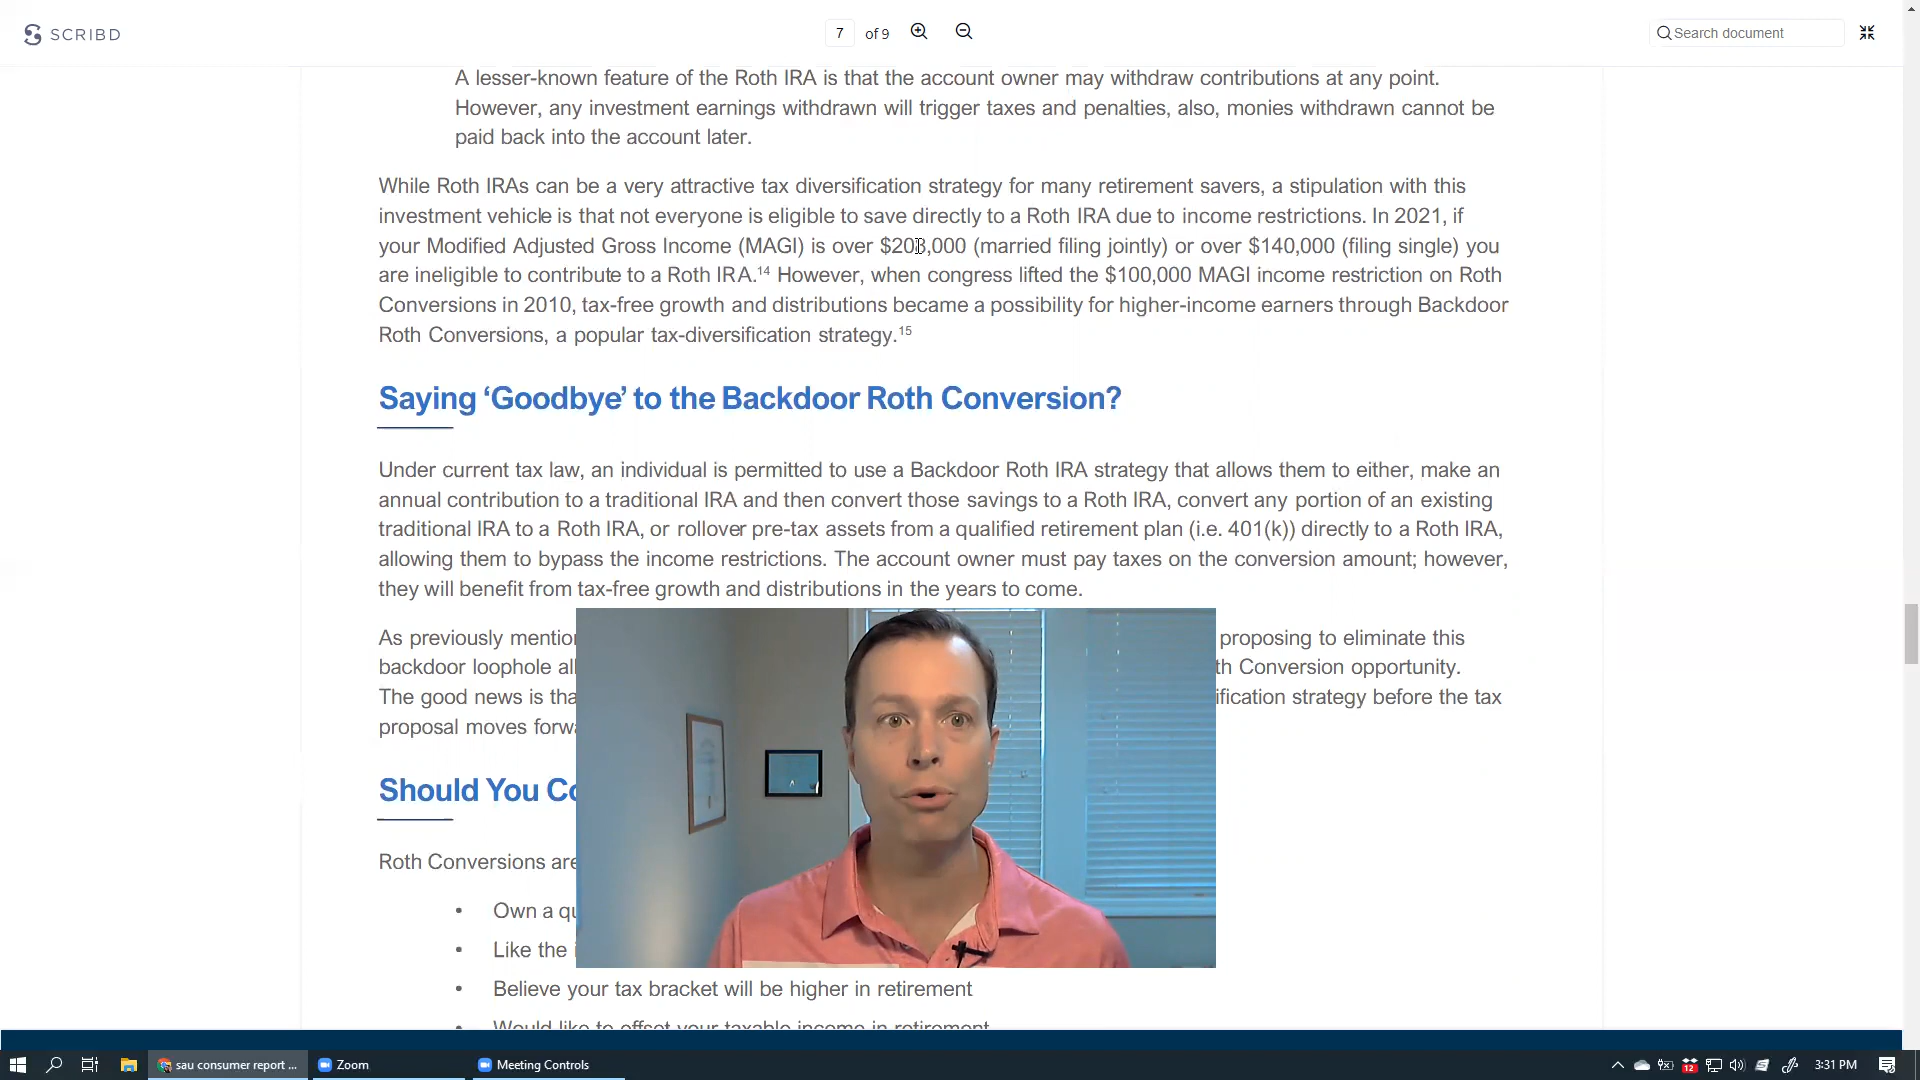 SCRIBD
7 of 9
Search document
A lesser-known feature of the Roth IRA is that the account owner may withdraw contributions at any point.
However, any investment earnings withdrawn will trigger taxes and penalties, also, monies withdrawn cannot be
paid back into the account later.
While Roth IRAs can be a very attractive tax diversification strategy for many retirement savers, a stipulation with this
investment vehicle is that not everyone is eligible to save directly to a Roth IRA due to income restrictions. In 2021, if
your Modified Adjusted Gross Income (MAGI) is over $208,000 (married filing jointly) or over $140,000 (filing single) you
are ineligible to contribute to a Roth IRA.14 However, when congress lifted the $100,000 MAGI income restriction on Roth
Conversions in 2010, tax-free growth and distributions became a possibility for higher-income earners through Backdoor
Roth Conversions, a popular tax-diversification strategy.15
Saying ‘Goodbye’ to the Backdoor Roth Conversion?
Under current tax law, an individual is permitted to use a Backdoor Roth IRA strategy that allows them to either, make an
annual contribution to a traditional IRA and then convert those savings to a Roth IRA, convert any portion of an existing
traditional IRA to a Roth IRA, or rollover pre-tax assets from a qualified retirement plan (i.e. 401(k)) directly to a Roth IRA,
allowing them to bypass the income restrictions. The account owner must pay taxes on the conversion amount; however,
they will benefit from tax-free growth and distributions in the years to come.
As previously proposing to eliminate this
backdoor loophole Conversion opportunity.
The good news is strategy before the tax
proposal moves
Should You
Roth Conversions are
Own a
Like the
Believe your tax bracket will be higher in retirement
Would like to offset your taxable income in retirement
sau consumer report ...
Zoom
Meeting Controls
12
3:31 PM